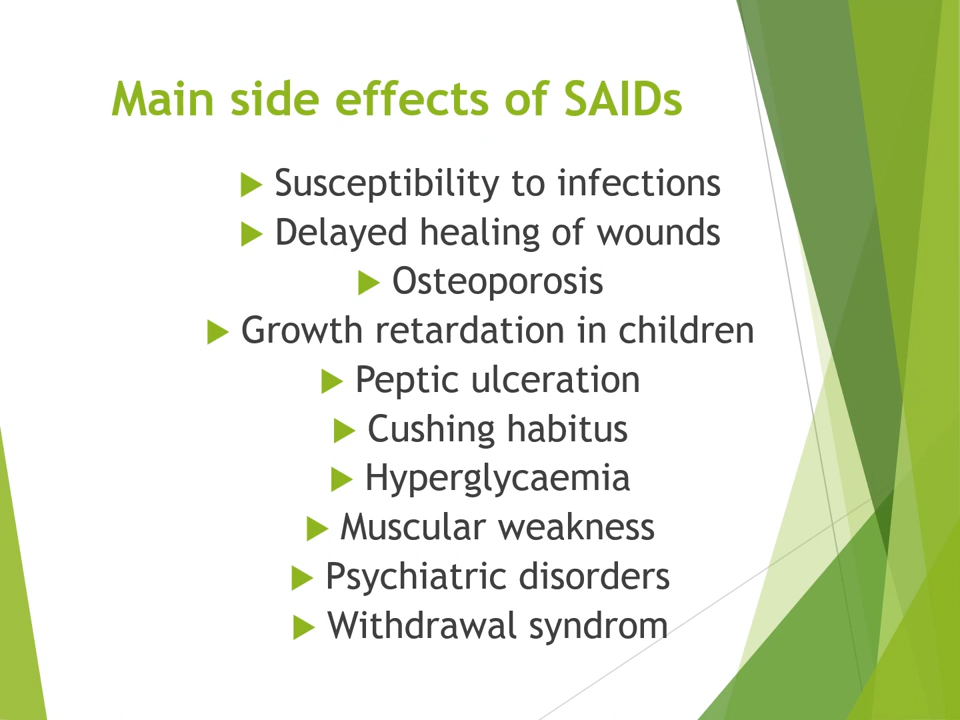 Main side effects of SAIDs
Susceptibility to infections
Delayed healing of wounds
Osteoporosis
Growth retardation in children
Peptic ulceration
Cushing habitus
Hyperglycaemia
Muscular weakness
Psychiatric disorders
Withdrawal syndrom